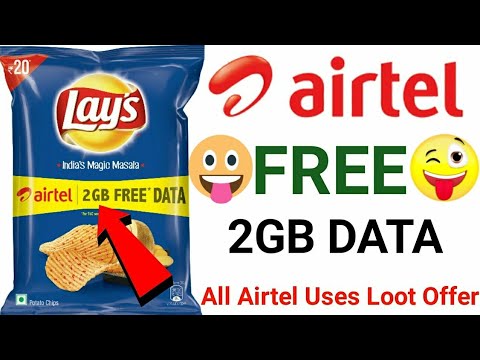 ₹20*
Lay's
India's Magic Masala
airtel 2GB FREE* DATA
Potato Chips
airtel
FREE
2GB DATA
All Airtel Uses Loot Offer